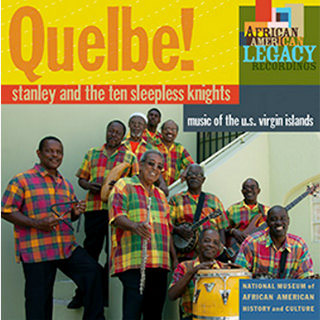 Quelbe!
AFRICAN
AMERICAN
LEGACY
RECORDINGS
stanley and the ten sleepless knights
music of the u.s. virgin islands
NATIONAL MUSEUM of
AFRICAN AMERICAN
HISTORY and CULTURE